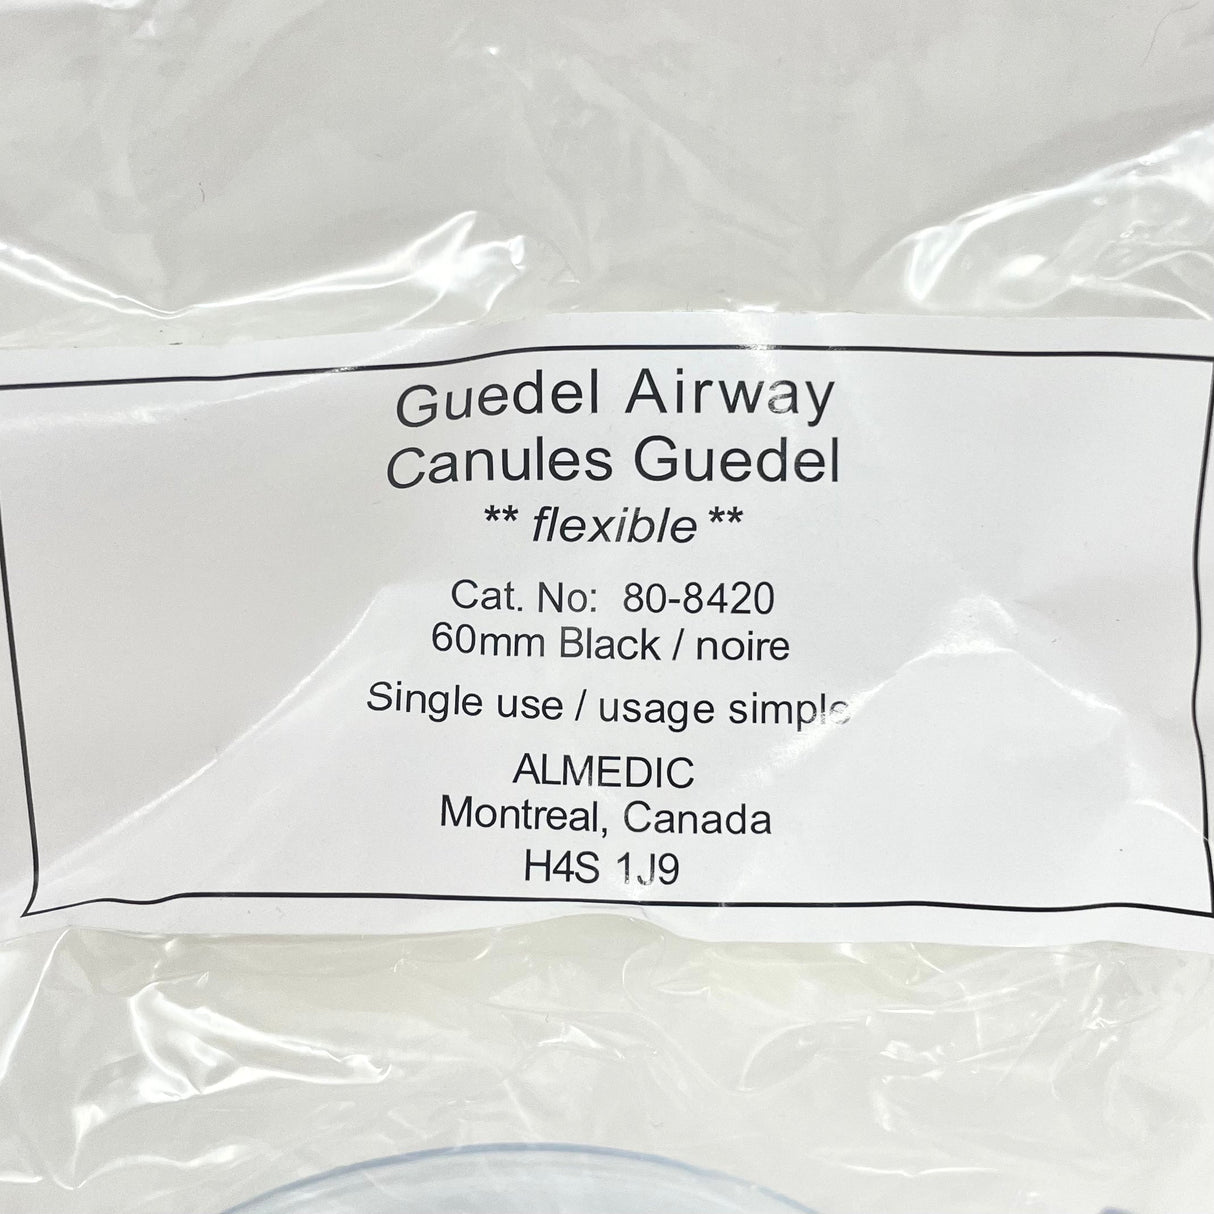 Guedel Airway
Canules Guedel
** flexible **
Cat. No: 80-8420
60mm Black / noire
Single use / usage simple
ALMEDIC
Montreal, Canada
H4S 1J9